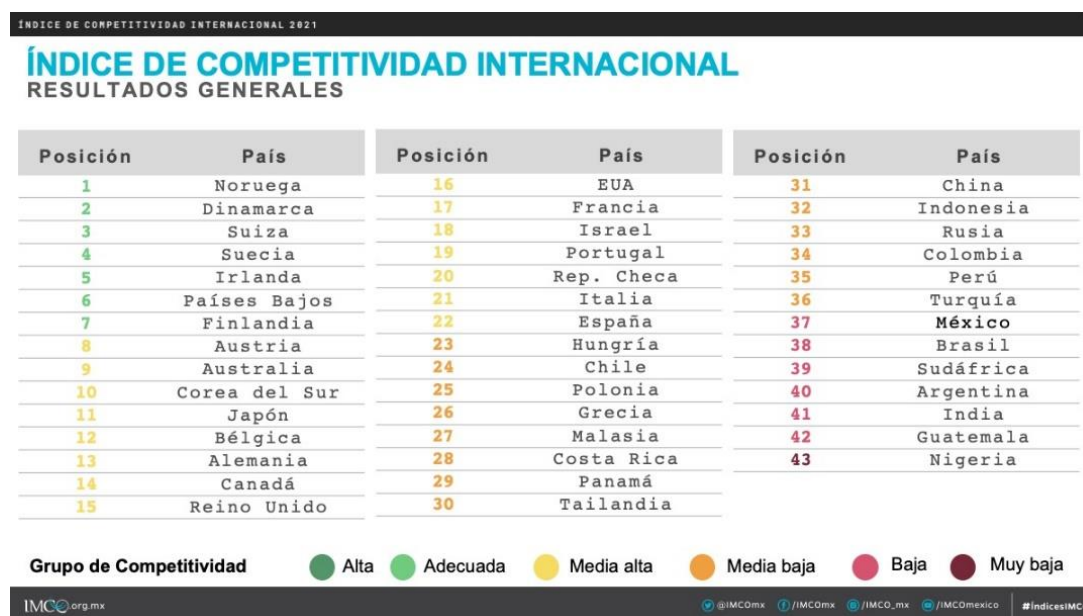 ÍNDICE DE COMPETITIVIDAD INTERNACIONAL 2021
ÍNDICE DE COMPETITIVIDAD INTERNACIONAL
RESULTADOS GENERALES
Posición País
1 Noruega
2 Dinamarca
3 Suiza
4 Suecia
5 Irlanda
6 Países Bajos
7 Finlandia
8 Austria
9 Australia
10 Corea del Sur
11 Japón
12 Bélgica
13 Alemania
14 Canadá
15 Reino Unido
Posición País
16 EUA
17 Francia
18 Israel
19 Portugal
20 Rep. Checa
21 Italia
22 España
23 Hungría
24 Chile
25 Polonia
26 Grecia
27 Malasia
28 Costa Rica
29 Panamá
30 Tailandia
Posición País
31 China
32 Indonesia
33 Rusia
34 Colombia
35 Perú
36 Turquía
37 México
38 Brasil
39 Sudáfrica
40 Argentina
41 India
42 Guatemala
43 Nigeria
Grupo de Competitividad Alta Adecuada Media alta Media baja Baja Muy baja
IMCO.org.mx @IMCOmx /IMCOmx /IMCO_mx /IMCOmexico #ÍndicesIMC